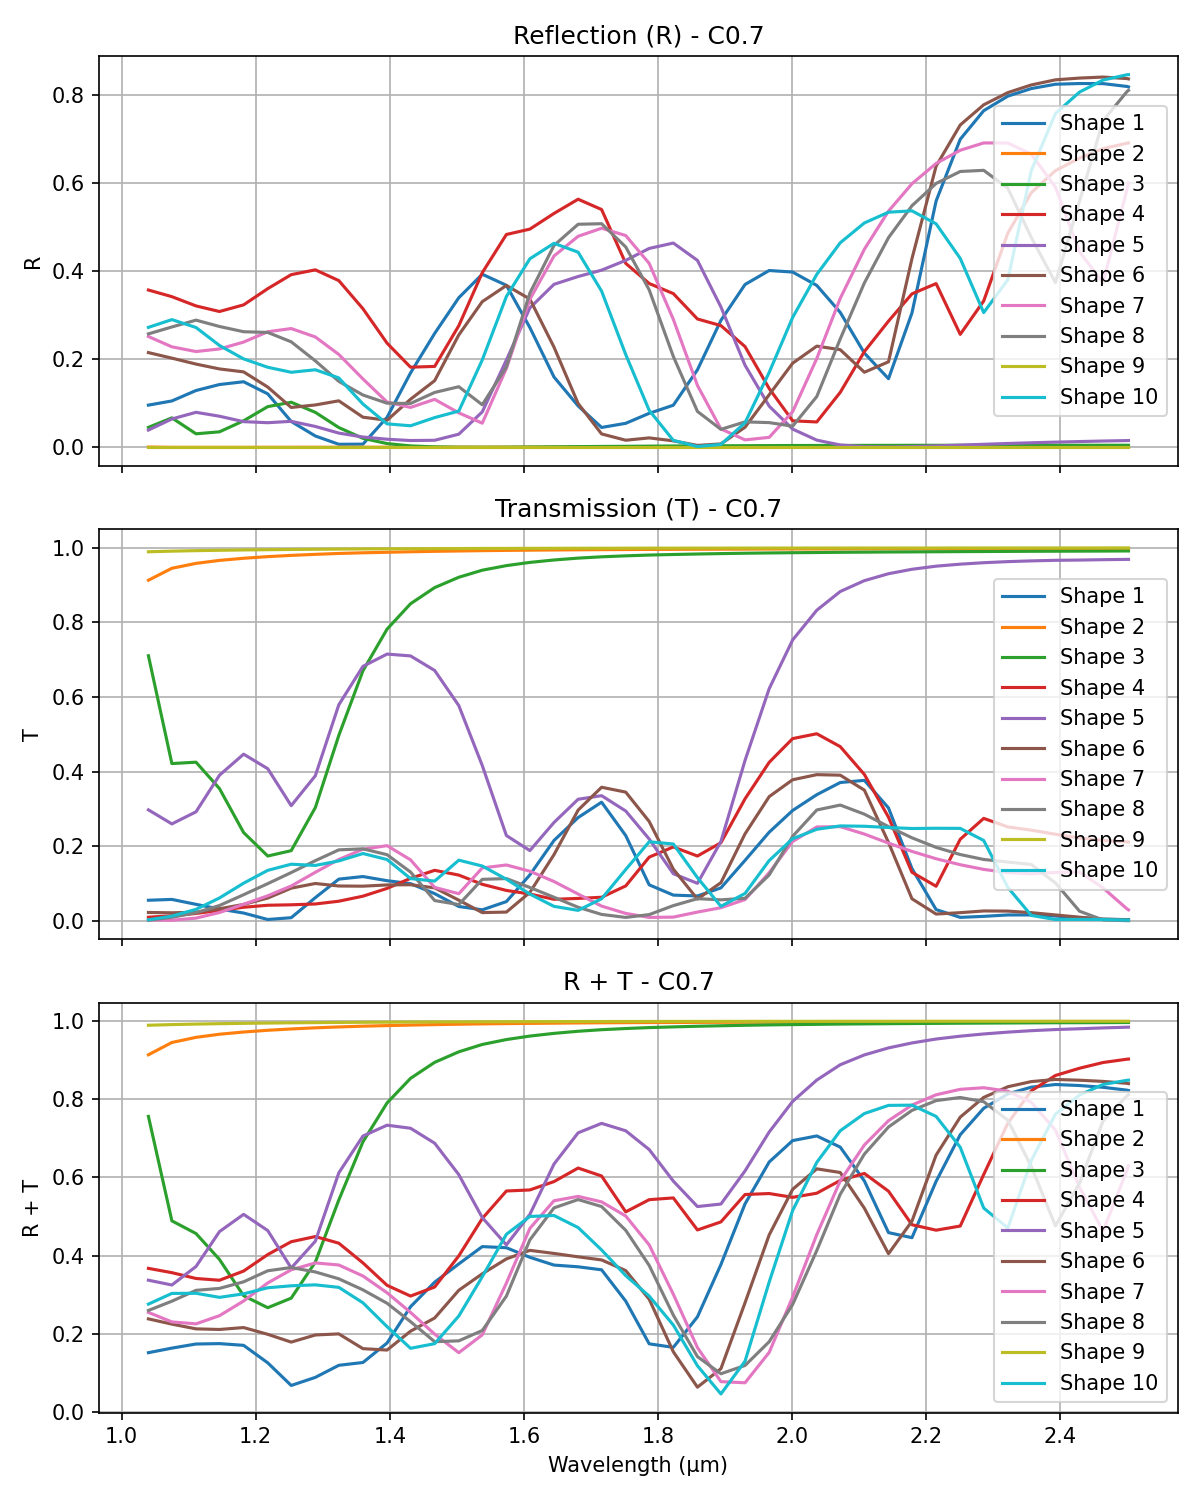 Reflection (R) - C0.7
R
0.8
0.6
0.4
0.2
0.0
Shape 1
Shape 2
Shape 3
Shape 4
Shape 5
Shape 6
Shape 7
Shape 8
Shape 9
Shape 10
Transmission (T) - C0.7
T
1.0
0.8
0.6
0.4
0.2
0.0
Shape 1
Shape 2
Shape 3
Shape 4
Shape 5
Shape 6
Shape 7
Shape 8
Shape 9
Shape 10
R + T - C0.7
R + T
1.0
0.8
0.6
0.4
0.2
0.0
Shape 1
Shape 2
Shape 3
Shape 4
Shape 5
Shape 6
Shape 7
Shape 8
Shape 9
Shape 10
1.0 1.2 1.4 1.6 1.8 2.0 2.2 2.4
Wavelength (μm)